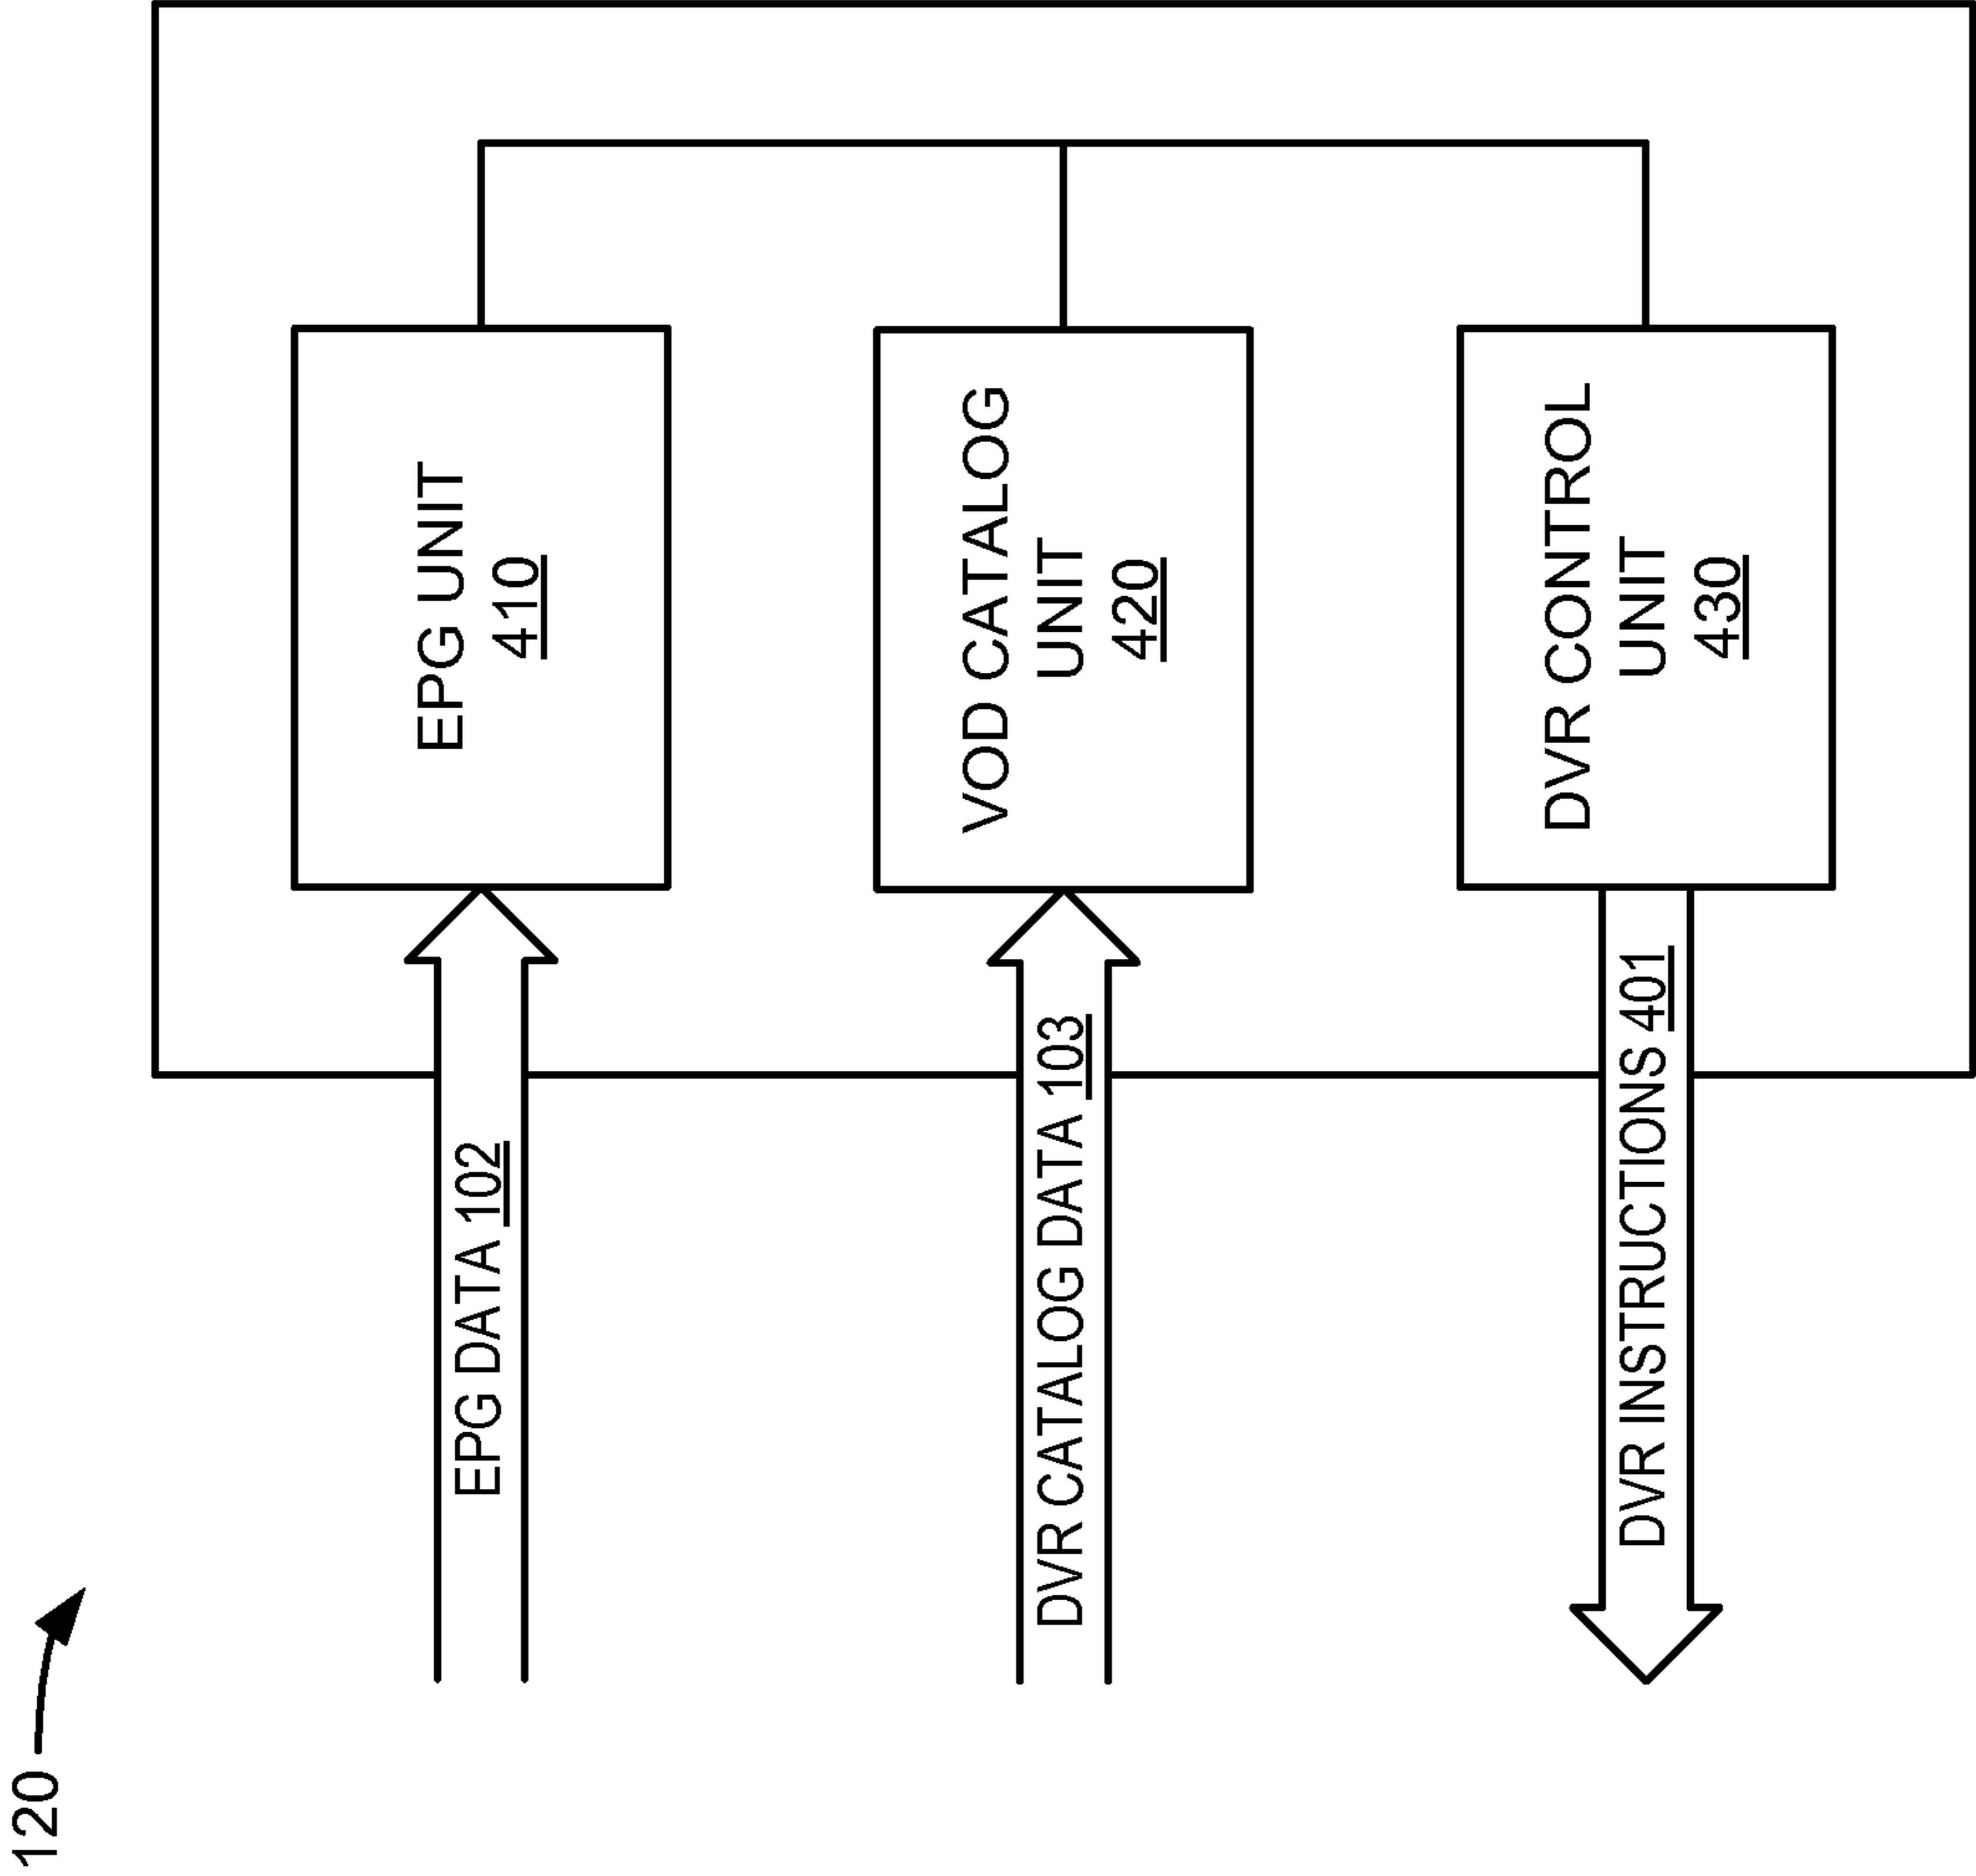 120
EPG DATA 102
EPG UNIT
410
DVR CATALOG DATA 103
VOD CATALOG
UNIT
420
DVR INSTRUCTIONS 401
DVR CONTROL
UNIT
430